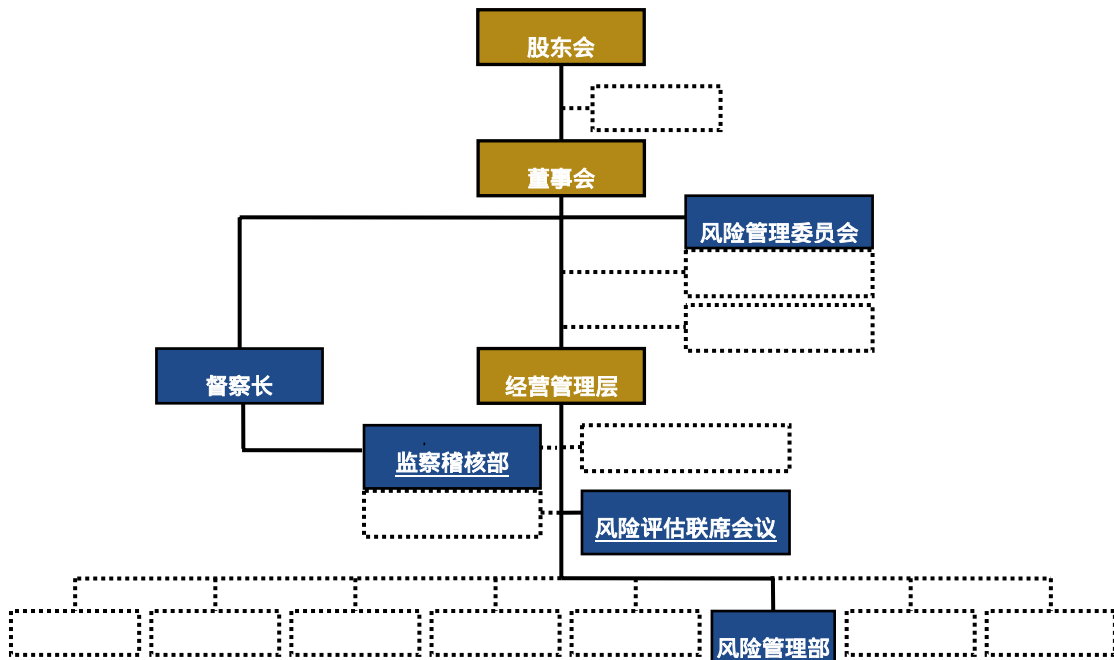 股东会
董事会
风险管理委员会
督察长
经营管理层
监察稽核部
风险评估联席会议
风险管理部